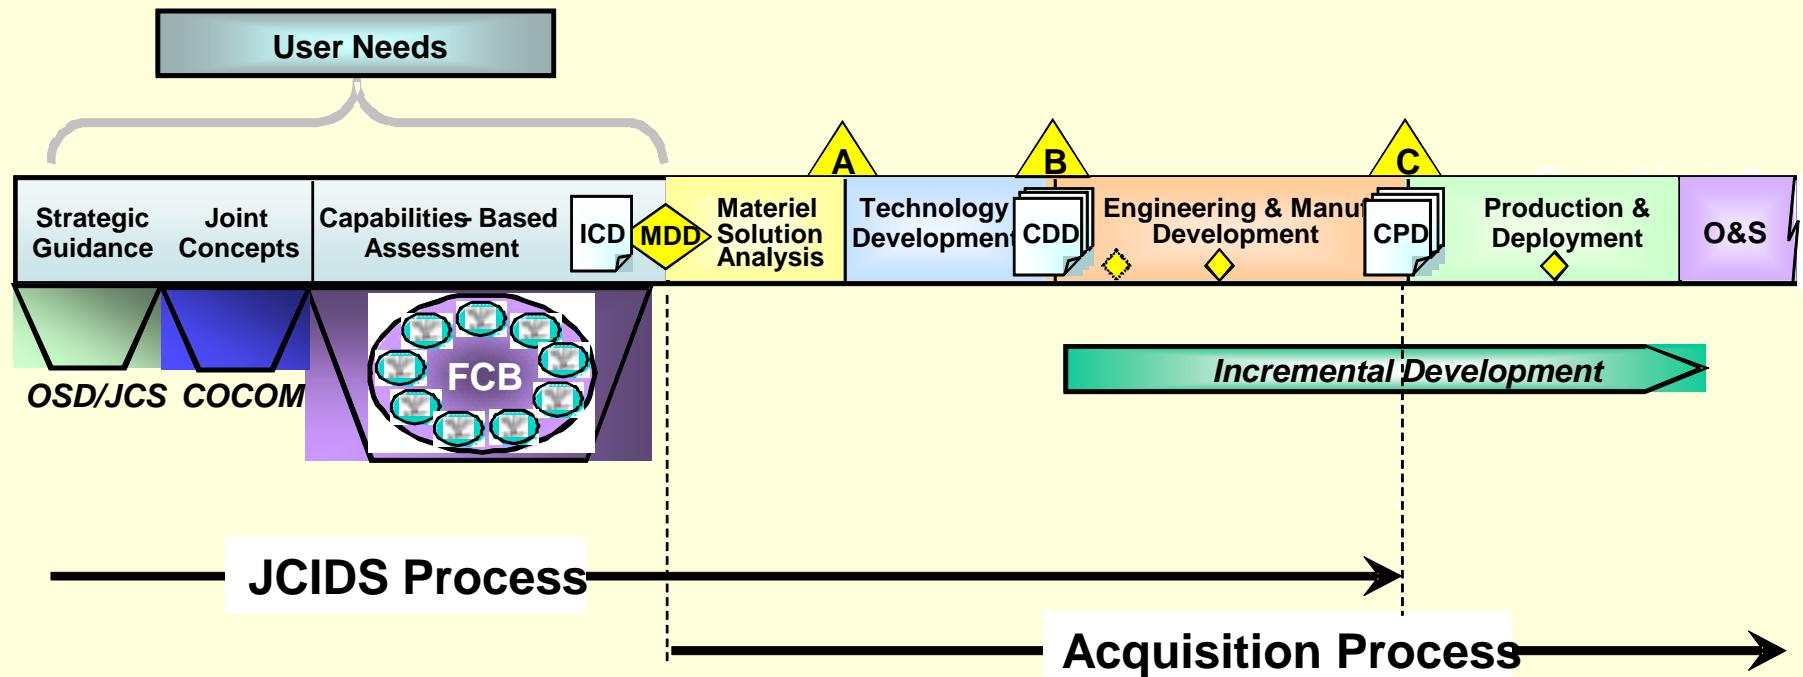 User Needs
A
B
C
Strategic
Guidance
Joint
Concepts
Capabilities- Based
Assessment
ICD
MDD
Materiel
Solution
Analysis
Technology
Development
CDD
Engineering & Manuf
Development
CPD
Production &
Deployment
O&S
OSD/JCS
COCOM
FCB
Incremental Development
JCIDS Process
Acquisition Process